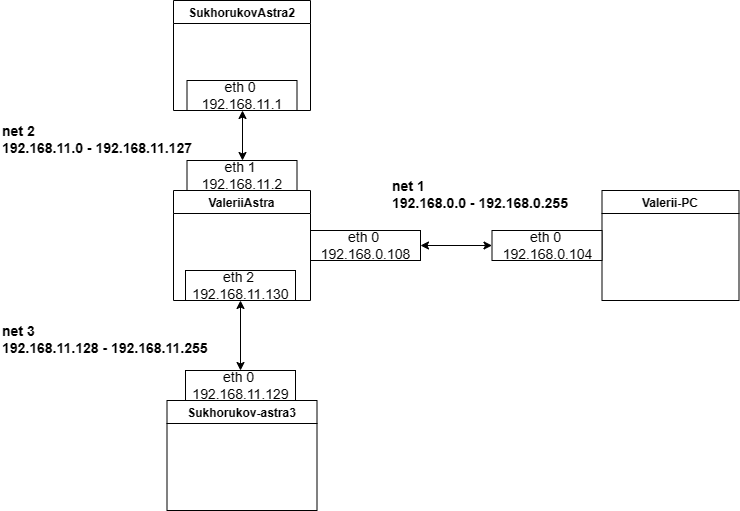 SukhorukovAstra2
eth 0
192.168.11.1
net 2
192.168.11.0 - 192.168.11.127
eth 1
192.168.11.2
ValeriiAstra
net 1
192.168.0.0 - 192.168.0.255
Valerii-PC
eth 0
192.168.0.108
eth 0
192.168.0.104
eth 2
192.168.11.130
net 3
192.168.11.128 - 192.168.11.255
eth 0
192.168.11.129
Sukhorukov-astra3